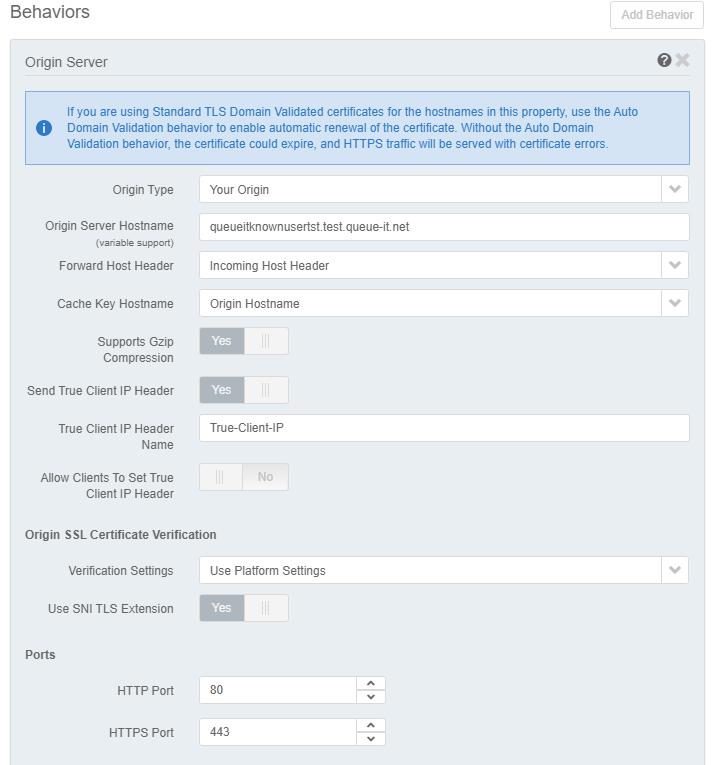 Behaviors
Add Behavior
Origin Server
If you are using Standard TLS Domain Validated certificates for the hostnames in this property, use the Auto
Domain Validation behavior to enable automatic renewal of the certificate. Without the Auto Domain
Validation behavior, the certificate could expire, and HTTPS traffic will be served with certificate errors.
Origin Type
Your Origin
Origin Server Hostname
(variable support)
queueitknownusertst.test.queue-it.net
Forward Host Header
Incoming Host Header
Cache Key Hostname
Origin Hostname
Supports Gzip
Compression
Yes
Send True Client IP Header
Yes
True Client IP Header
Name
True-Client-IP
Allow Clients To Set True
Client IP Header
No
Origin SSL Certificate Verification
Verification Settings
Use Platform Settings
Use SNI TLS Extension
Yes
Ports
HTTP Port
80
HTTPS Port
443